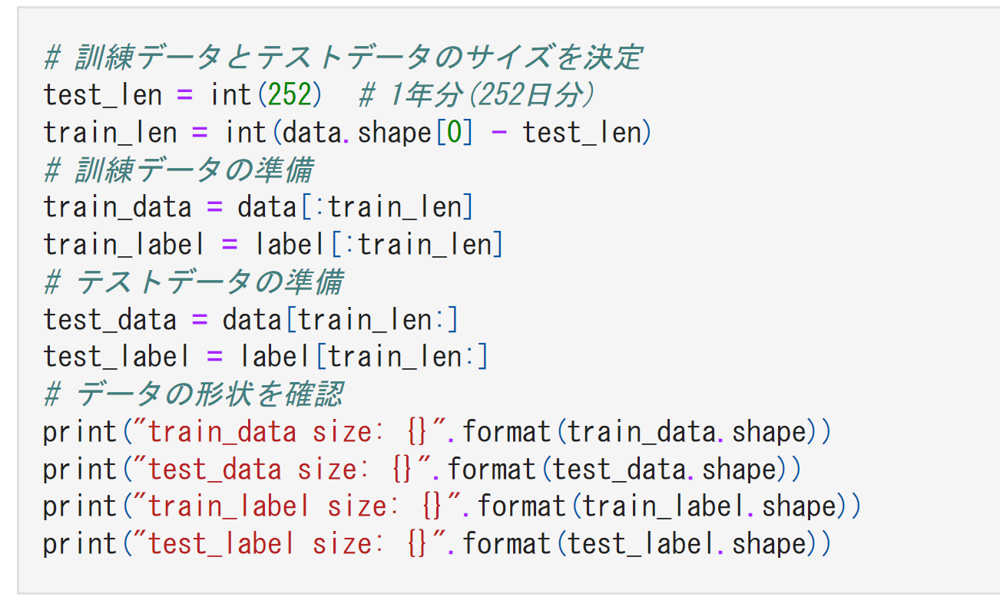 # 訓練データとテストデータのサイズを決定
test_len = int(252)  # 1年分(252日分)
train_len = int(data.shape[0] - test_len)
# 訓練データの準備
train_data = data[:train_len]
train_label = label[:train_len]
# テストデータの準備
test_data = data[train_len:]
test_label = label[train_len:]
# データの形状を確認
print("train_data size: {}".format(train_data.shape))
print("test_data size: {}".format(test_data.shape))
print("train_label size: {}".format(train_label.shape))
print("test_label size: {}".format(test_label.shape))